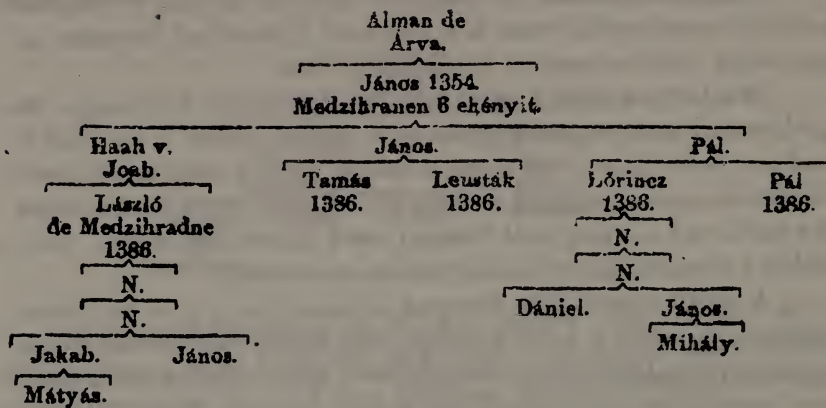 Alman de
Árva.
János 1354.
Medzihranen 6 ekényit.
Haah v. János. Pál.
Joab. Tamás Leusták Lőrincz Pál
László 1386. 1386. 1386. 1386.
de Medzihradne N.
1386.
N. N.
N. Dániel. János.
Jakab. János. Mihály.
Mátyás.